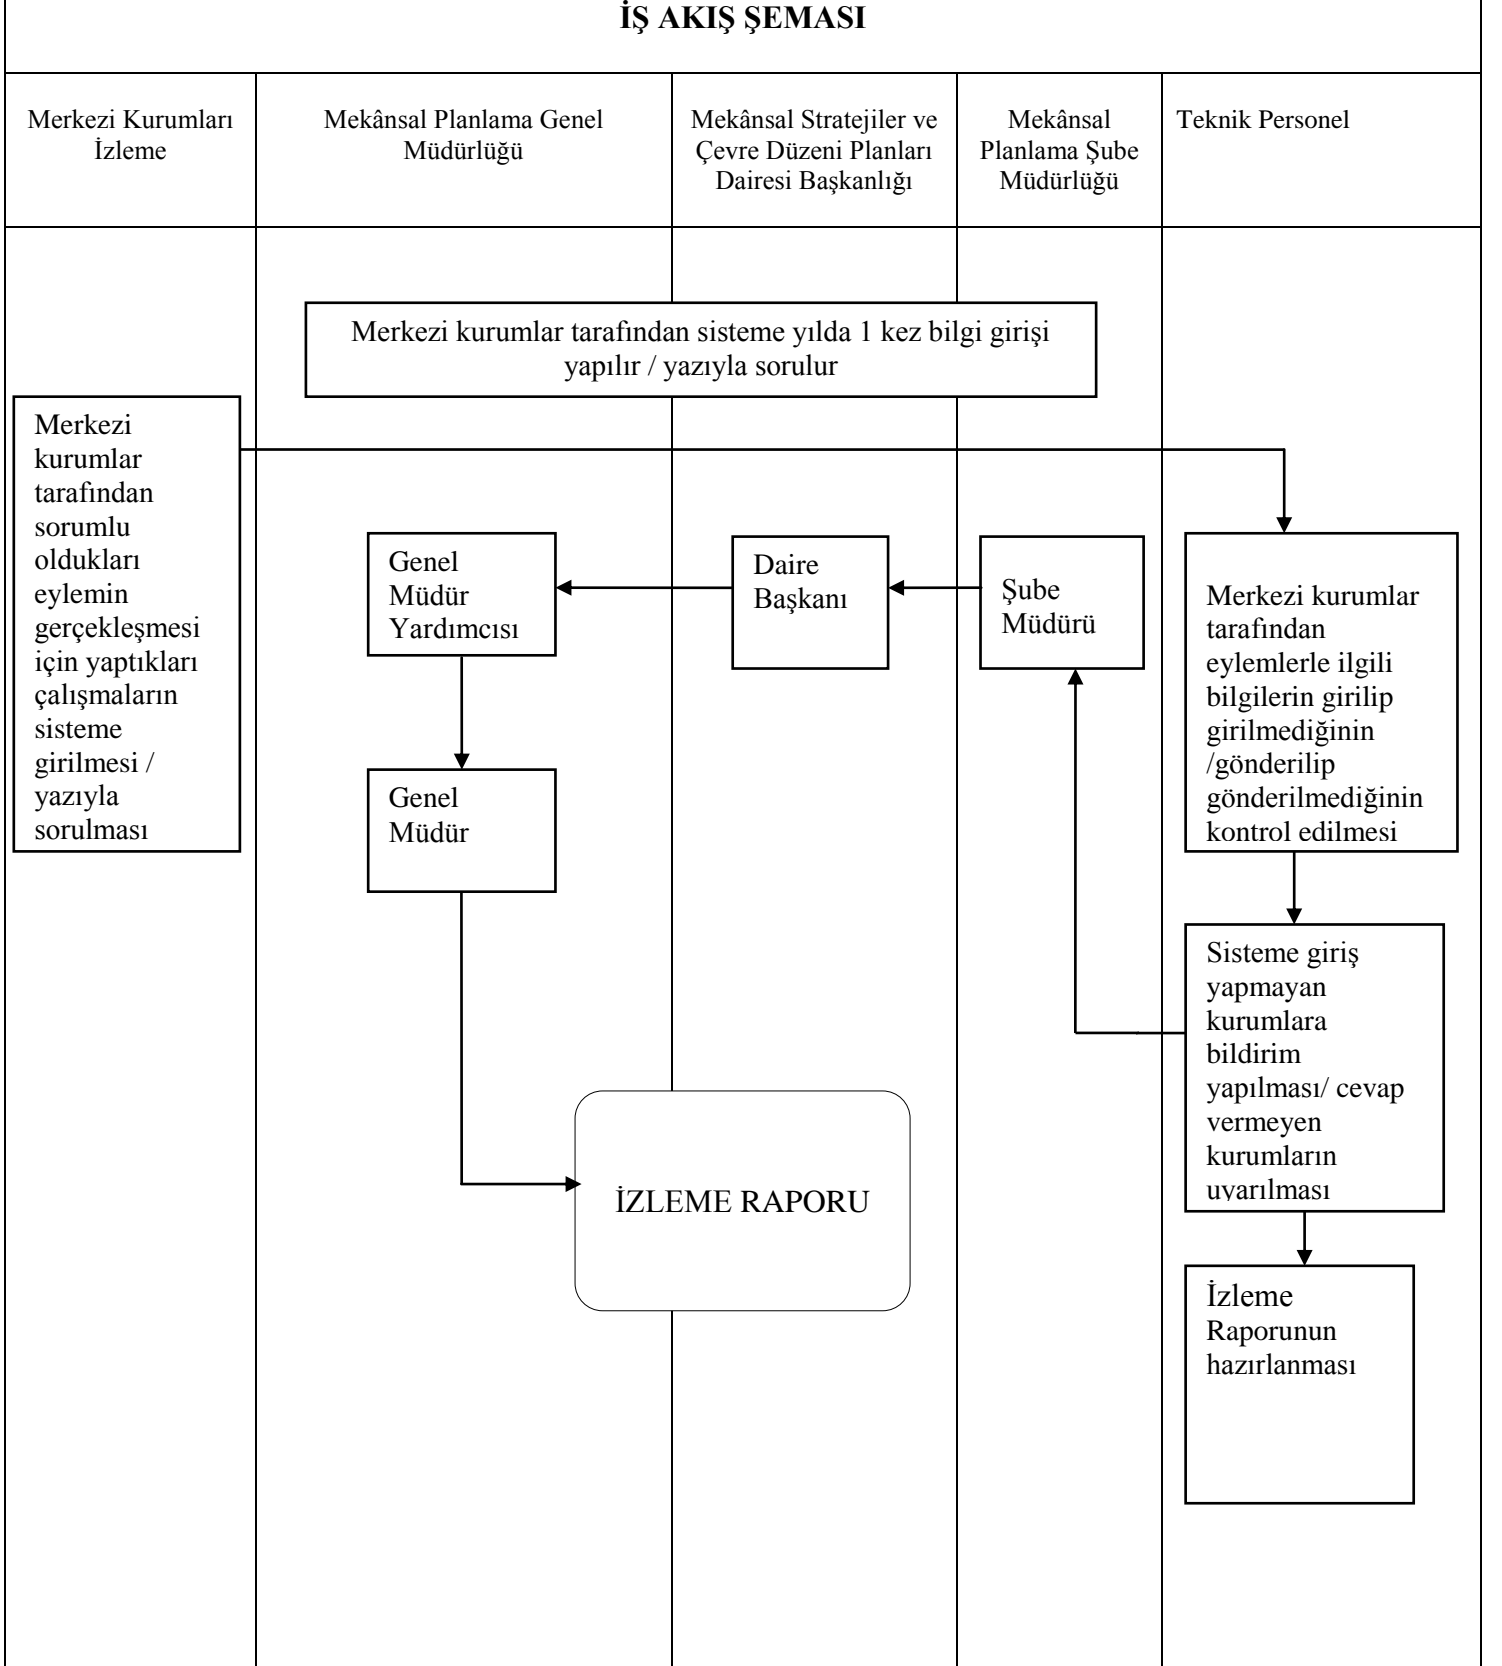 İŞ AKIŞ ŞEMASI
Merkezi Kurumları
İzleme
Mekânsal Planlama Genel
Müdürlüğü
Mekânsal Stratejiler ve
Çevre Düzeni Planları
Dairesi Başkanlığı
Mekânsal
Planlama Şube
Müdürlüğü
Teknik Personel
Merkezi kurumlar tarafından sisteme yılda 1 kez bilgi girişi
yapılır / yazıyla sorulur
Merkezi
kurumlar
tarafından
sorumlu
oldukları
eylemin
gerçekleşmesi
için yaptıkları
çalışmaların
sisteme
girilmesi /
yazıyla
sorulması
Genel
Müdür
Yardımcısı
Daire
Başkanı
Şube
Müdürü
Merkezi kurumlar
tarafından
eylemlerle ilgili
bilgilerin girilip
girilmediğinin
/gönderilip
gönderilmediğinin
kontrol edilmesi
Genel
Müdür
Sisteme giriş
yapmayan
kurumlara
bildirim
yapılması/ cevap
vermeyen
kurumların
uyarılması
İZLEME RAPORU
İzleme
Raporunun
hazırlanması